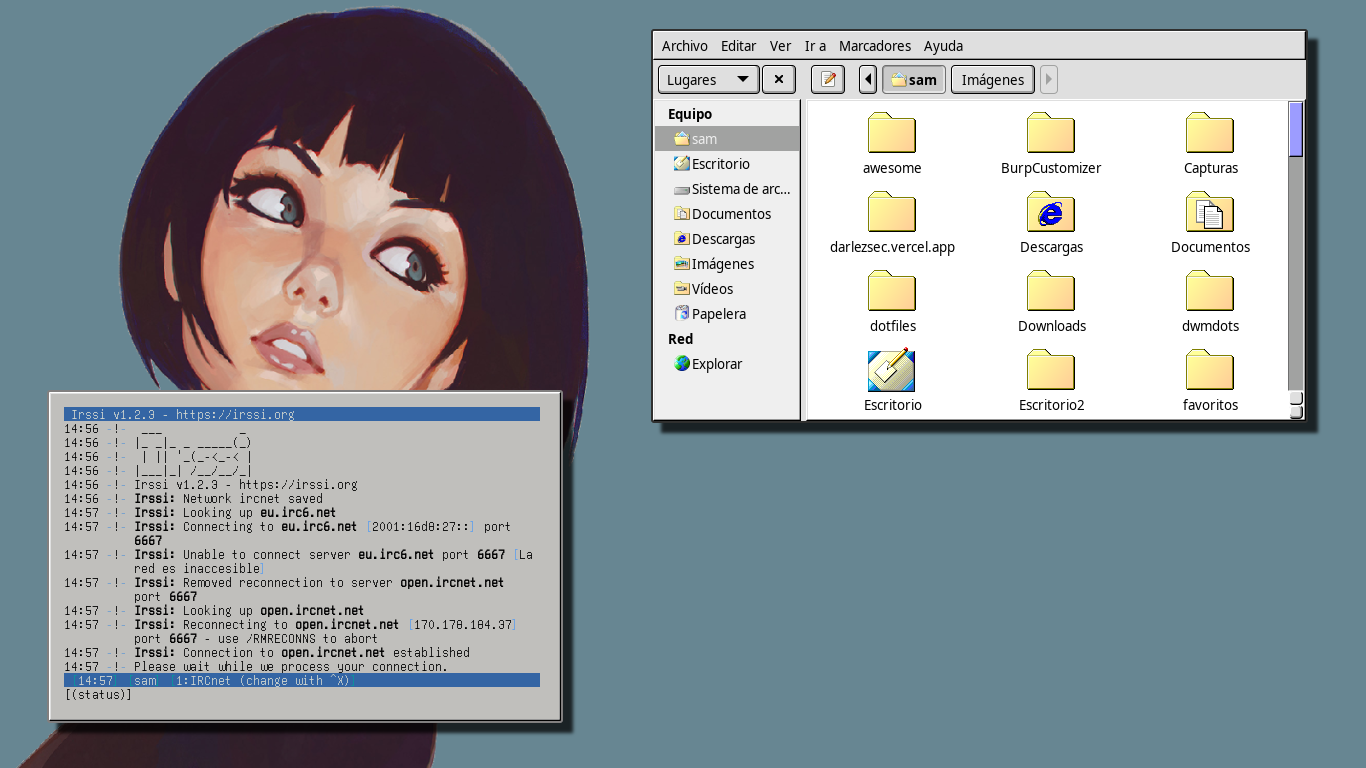 Archivo Editar Ver Ir a Marcadores Ayuda
Lugares sam Imágenes
Equipo
sam
Escritorio
Sistema de arc...
Documentos
Descargas
Imágenes
Vídeos
Papelera
Red
Explorar
awesome BurpCustomizer Capturas
darlezsec.vercel.app Descargas Documentos
dotfiles Downloads dwmdots
Escritorio Escritorio2 favoritos
Irssi v1.2.3 - https://irssi.org
14:56 -!-  ___           _
14:56 -!- |_ _|_ _ _____(_)
14:56 -!-  | || '_(_-<_-< |
14:56 -!- |___|_| /__/__/_|
14:56 -!- Irssi v1.2.3 - https://irssi.org
14:56 -!- Irssi: Network ircnet saved
14:57 -!- Irssi: Looking up eu.irc6.net
14:57 -!- Irssi: Connecting to eu.irc6.net [2001:16d8:27::] port
6667
14:57 -!- Irssi: Unable to connect server eu.irc6.net port 6667 [La
red es inaccesible]
14:57 -!- Irssi: Removed reconnection to server open.ircnet.net
port 6667
14:57 -!- Irssi: Looking up open.ircnet.net
14:57 -!- Irssi: Reconnecting to open.ircnet.net [170.178.184.37]
port 6667 - use /RMRECONNS to abort
14:57 -!- Irssi: Connection to open.ircnet.net established
14:57 -!- Please wait while we process your connection.
[14:57] [sam] [1:IRCnet (change with ^X)]
[(status)]